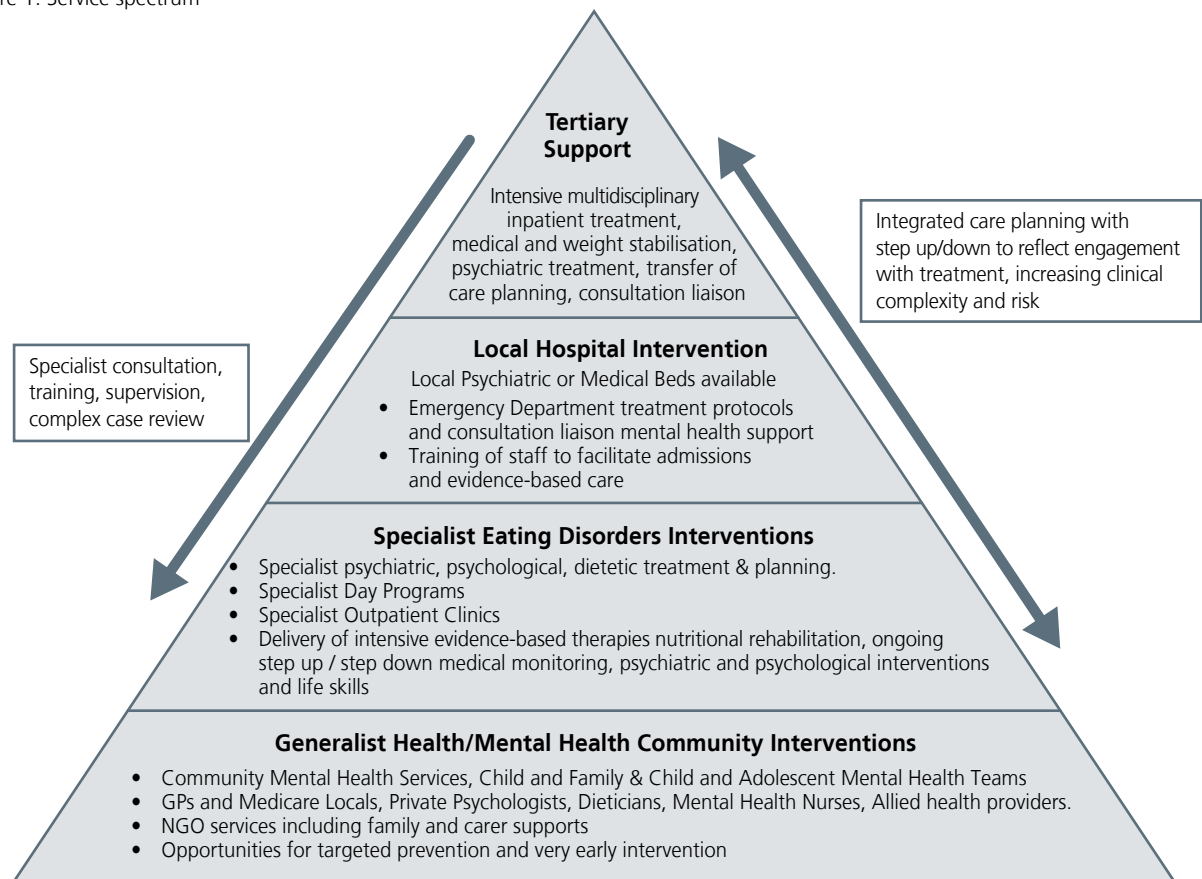 re 1: Service spectrum
Tertiary
Support
Intensive multidisciplinary
inpatient treatment,
medical and weight stabilisation,
psychiatric treatment, transfer of
care planning, consultation liaison
Integrated care planning with
step up/down to reflect engagement
with treatment, increasing clinical
complexity and risk
Specialist consultation,
training, supervision,
complex case review
Local Hospital Intervention
Local Psychiatric or Medical Beds available
• Emergency Department treatment protocols
and consultation liaison mental health support
• Training of staff to facilitate admissions
and evidence-based care
Specialist Eating Disorders Interventions
• Specialist psychiatric, psychological, dietetic treatment & planning.
• Specialist Day Programs
• Specialist Outpatient Clinics
• Delivery of intensive evidence-based therapies nutritional rehabilitation, ongoing
step up / step down medical monitoring, psychiatric and psychological interventions
and life skills
Generalist Health/Mental Health Community Interventions
• Community Mental Health Services, Child and Family & Child and Adolescent Mental Health Teams
• GPs and Medicare Locals, Private Psychologists, Dieticians, Mental Health Nurses, Allied health providers.
• NGO services including family and carer supports
• Opportunities for targeted prevention and very early intervention